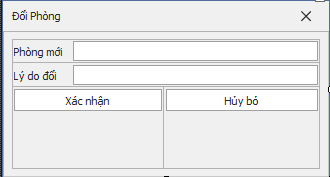 Đổi Phòng
Phòng mới
Lý do đổi
Xác nhận
Hủy bỏ